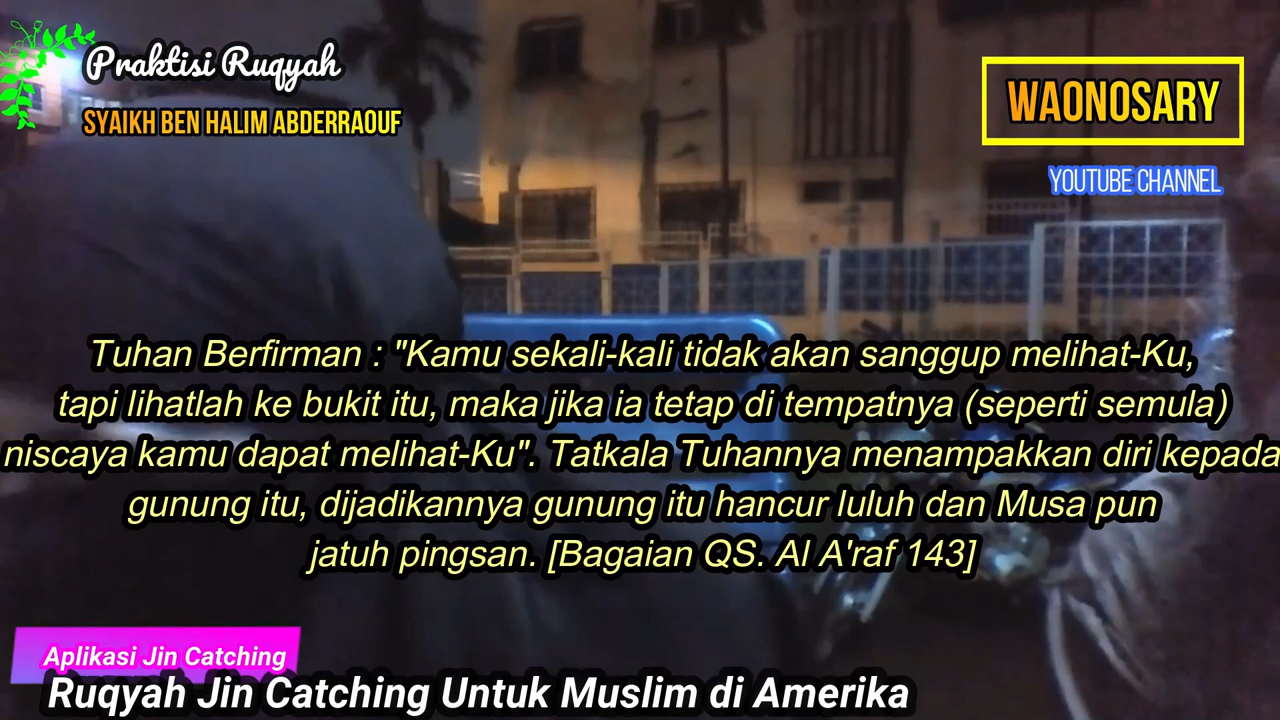 Praktisi Ruqyah
SYAIKH BEN HALIM ABDERRAOUF
WAONOSARY
YOUTUBE CHANNEL
Tuhan Berfirman : "Kamu sekali-kali tidak akan sanggup melihat-Ku,
tapi lihatlah ke bukit itu, maka jika ia tetap di tempatnya (seperti semula)
niscaya kamu dapat melihat-Ku". Tatkala Tuhannya menampakkan diri kepada
gunung itu, dijadikannya gunung itu hancur luluh dan Musa pun
jatuh pingsan. [Bagaian QS. Al A'raf 143]
Aplikasi Jin Catching
Ruqyah Jin Catching Untuk Muslim di Amerika